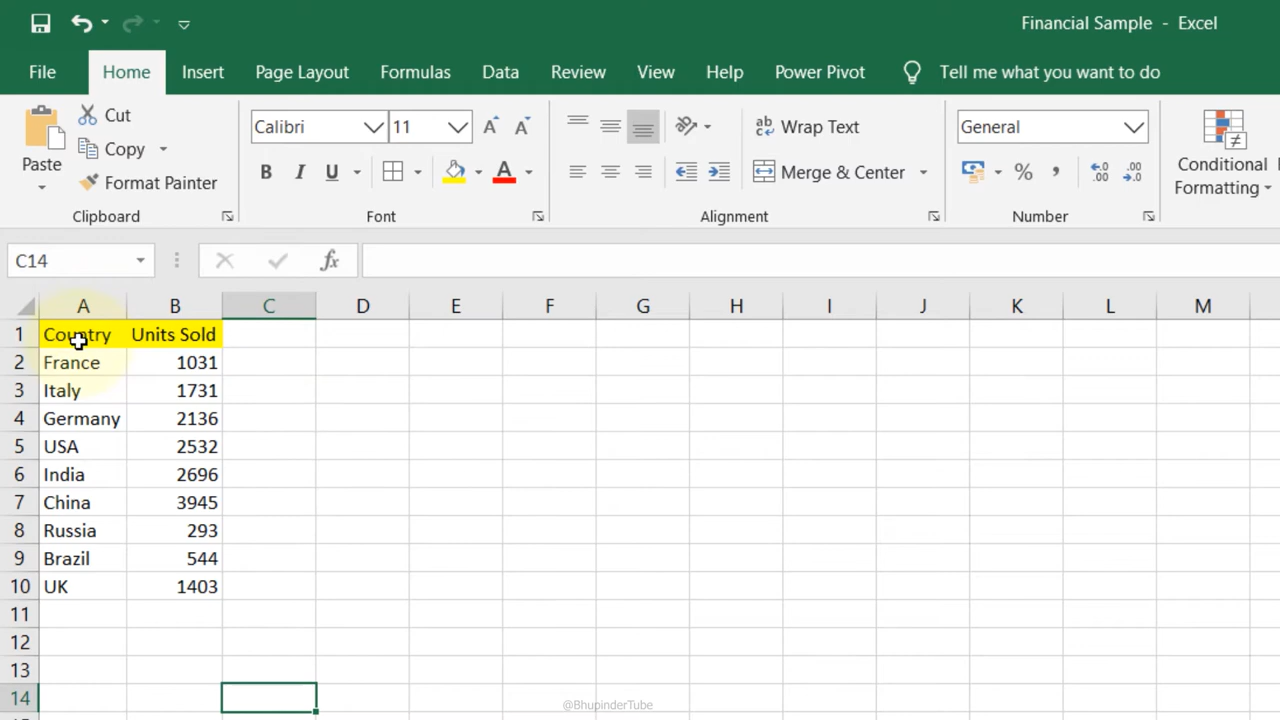 Financial Sample - Excel
File Home Insert Page Layout Formulas Data Review View Help Power Pivot Tell me what you want to do
Paste
Cut
Copy
Format Painter
Clipboard
Calibri 11
B I U A
Font
Wrap Text
Merge & Center
Alignment
General
% ,
Number
Conditional
Formatting
C14 fx
A B C D E F G H I J K L M
1 Country Units Sold
2 France 1031
3 Italy 1731
4 Germany 2136
5 USA 2532
6 India 2696
7 China 3945
8 Russia 293
9 Brazil 544
10 UK 1403
11
12
13
14
@BhupinderTube